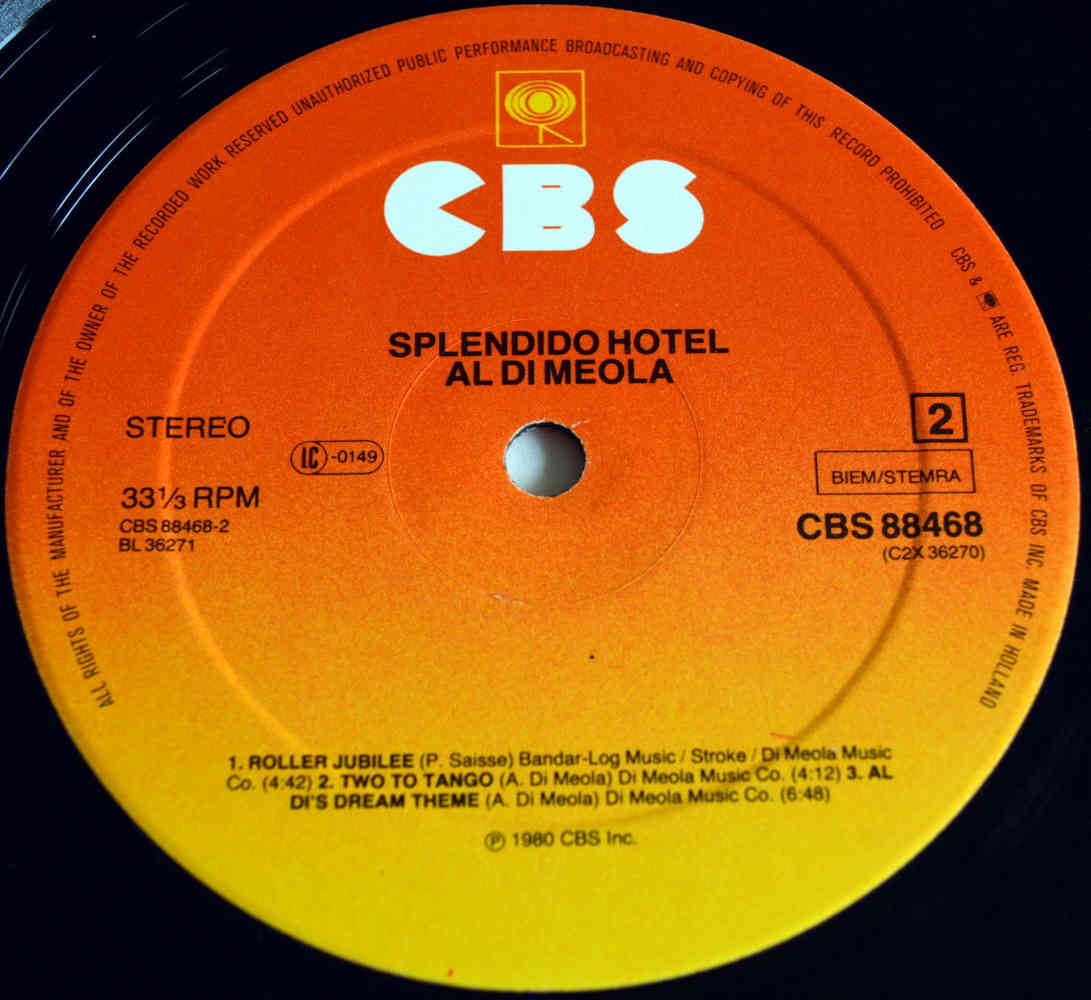 ALL RIGHTS OF THE MANUFACTURER AND OF THE OWNER OF THE RECORDED WORK RESERVED UNAUTHORIZED PUBLIC PERFORMANCE BROADCASTING AND COPYING OF THIS RECORD PROHIBITED
CBS & ARE REG. TRADEMARKS OF CBS INC. MADE IN HOLLAND
CBS
SPLENDIDO HOTEL
AL DI MEOLA
STEREO
LC -0149
33⅓ RPM
CBS 88468-2
BL 36271
2
BIEM/STEMRA
CBS 88468
(C2X 36270)
1. ROLLER JUBILEE (P. Saisse) Bandar-Log Music / Stroke / Di Meola Music
Co. (4:42) 2. TWO TO TANGO (A. Di Meola) Di Meola Music Co. (4:12) 3. AL
DI'S DREAM THEME (A. Di Meola) Di Meola Music Co. (6:48)
℗ 1980 CBS Inc.